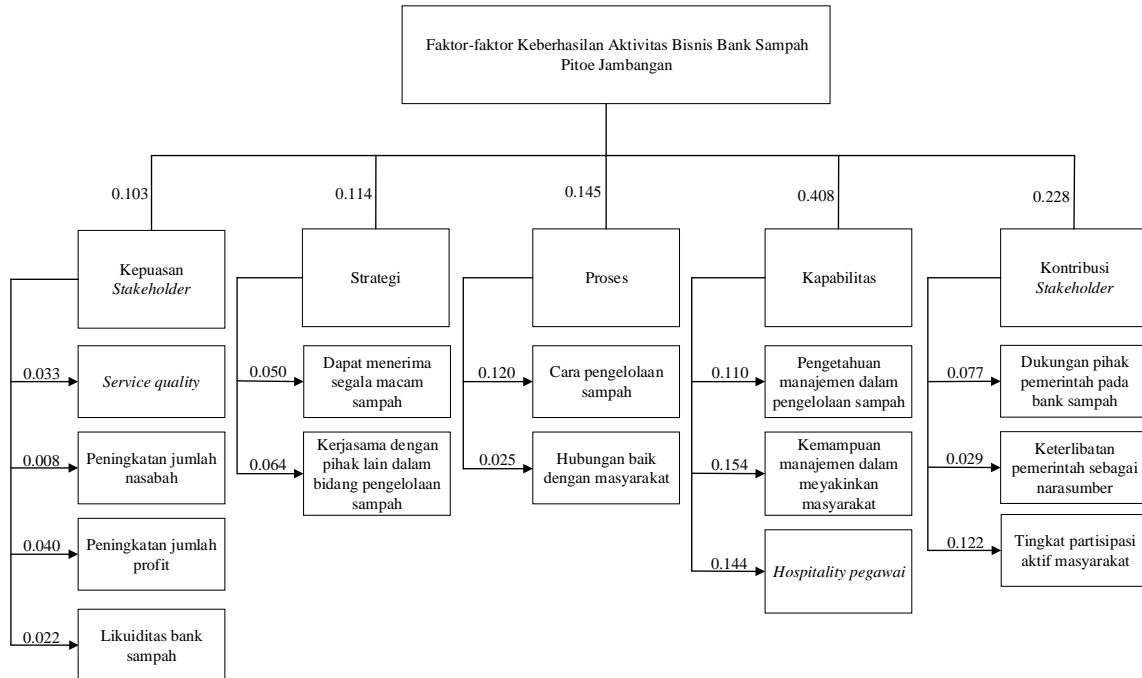 Faktor-faktor Keberhasilan Aktivitas Bisnis Bank Sampah
Pitoe Jambangan
0.103
0.114
0.145
0.408
0.228
Kepuasan
Stakeholder
Strategi
Proses
Kapabilitas
Kontribusi
Stakeholder
0.033
Service quality
0.008
Peningkatan jumlah
nasabah
0.040
Peningkatan jumlah
profit
0.022
Likuiditas bank
sampah
0.050
Dapat menerima
segala macam
sampah
0.064
Kerjasama dengan
pihak lain dalam
bidang pengelolaan
sampah
0.120
Cara pengelolaan
sampah
0.025
Hubungan baik
dengan masyarakat
0.110
Pengetahuan
manajemen dalam
pengelolaan sampah
0.154
Kemampuan
manajemen dalam
meyakinkan
masyarakat
0.144
Hospitality pegawai
0.077
Dukungan pihak
pemerintah pada
bank sampah
0.029
Keterlibatan
pemerintah sebagai
narasumber
0.122
Tingkat partisipasi
aktif masyarakat